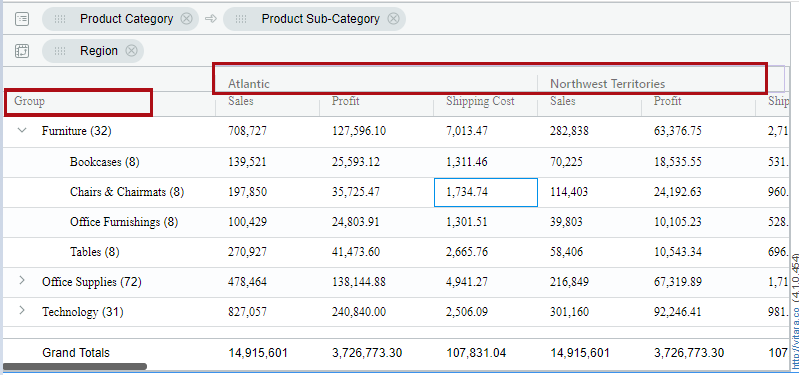 Product Category Product Sub-Category
Region
Atlantic Northwest Territories
Group Sales Profit Shipping Cost Sales Profit Ship
Furniture (32) 708,727 127,596.10 7,013.47 282,838 63,376.75 2,71
Bookcases (8) 139,521 25,593.12 1,311.46 70,225 18,535.55 531.
Chairs & Chairmats (8) 197,850 35,725.47 1,734.74 114,403 24,192.63 960.
Office Furnishings (8) 100,429 24,803.91 1,301.51 39,803 10,105.23 528.
Tables (8) 270,927 41,473.60 2,665.76 58,406 10,543.34 696.
Office Supplies (72) 478,464 138,144.88 4,941.27 216,849 67,319.89 1,71
Technology (31) 827,057 240,840.00 2,506.09 301,160 92,246.41 981.
Grand Totals 14,915,601 3,726,773.30 107,831.04 14,915,601 3,726,773.30 107
http://vitara.co (4.1.0.454)